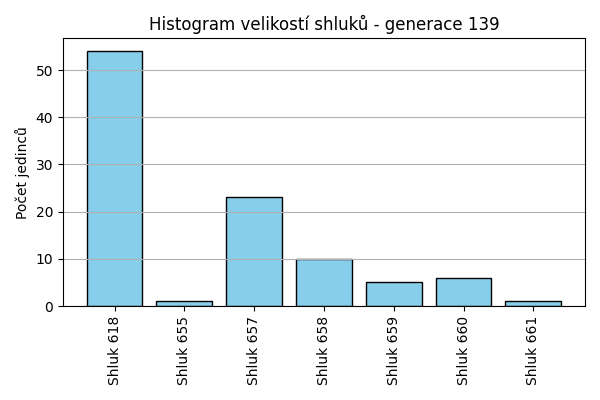 Histogram velikostí shluků - generace 139
Počet jedinců
50
40
30
20
10
0
Shluk 618
Shluk 655
Shluk 657
Shluk 658
Shluk 659
Shluk 660
Shluk 661